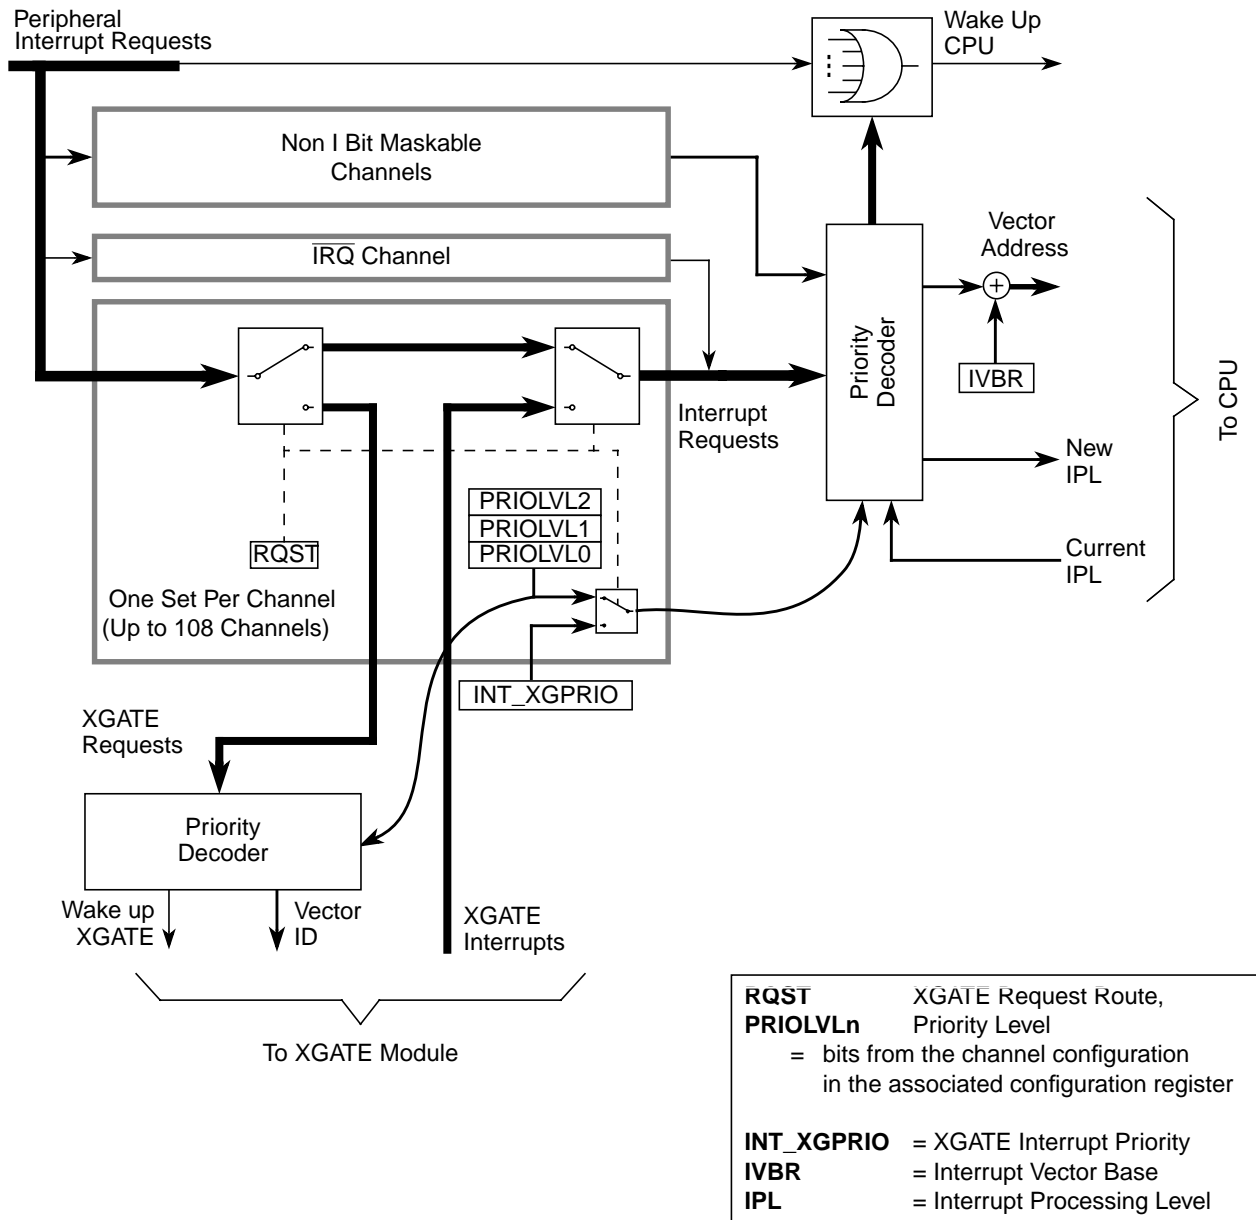 Peripheral
Interrupt Requests
Wake Up
CPU
Non I Bit Maskable
Channels
IRQ Channel
Vector
Address
Priority
Decoder
IVBR
To CPU
Interrupt
Requests
New
IPL
PRIOLVL2
PRIOLVL1
PRIOLVL0
RQST
Current
IPL
One Set Per Channel
(Up to 108 Channels)
INT_XGPRIO
XGATE
Requests
Priority
Decoder
Wake up
XGATE
Vector
ID
XGATE
Interrupts
To XGATE Module
RQST XGATE Request Route,
PRIOLVLn Priority Level
= bits from the channel configuration
in the associated configuration register
INT_XGPRIO = XGATE Interrupt Priority
IVBR = Interrupt Vector Base
IPL = Interrupt Processing Level